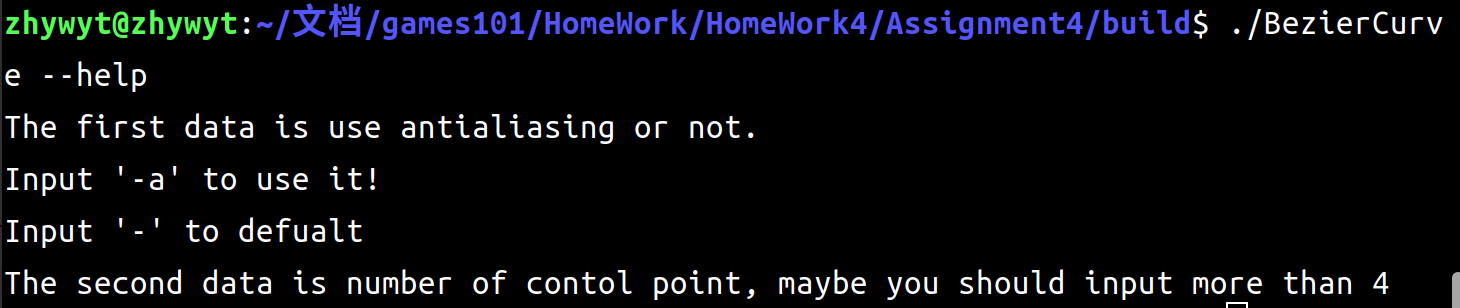 zhywyt@zhywyt:~/文档/games101/HomeWork/HomeWork4/Assignment4/build$ ./BezierCurv
e --help
The first data is use antialiasing or not.
Input '-a' to use it!
Input '-' to defualt
The second data is number of contol point, maybe you should input more than 4